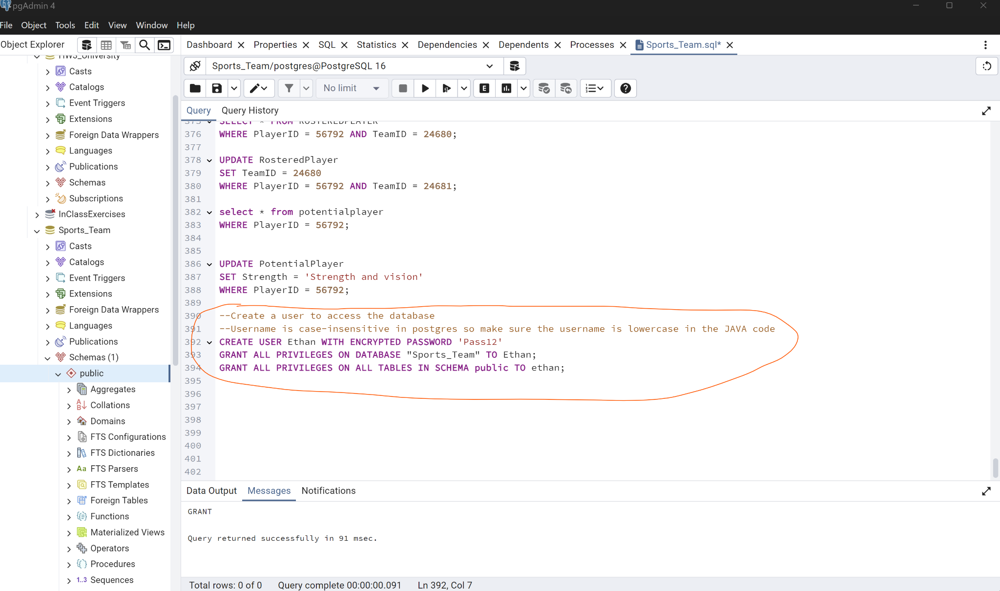 pgAdmin 4
File Object Tools Edit View Window Help
Object Explorer
Dashboard Properties SQL Statistics Dependencies Dependents Processes Sports_Team.sql*
Sports_Team/postgres@PostgreSQL 16
No limit
E
Query Query History
HW3_University
Casts
Catalogs
Event Triggers
Extensions
Foreign Data Wrappers
Languages
Publications
Schemas
Subscriptions
InClassExercises
Sports_Team
Casts
Catalogs
Event Triggers
Extensions
Foreign Data Wrappers
Languages
Publications
Schemas (1)
public
Aggregates
Collations
Domains
FTS Configurations
FTS Dictionaries
Aa FTS Parsers
FTS Templates
Foreign Tables
Functions
Materialized Views
Operators
Procedures
1..3 Sequences
375 SELECT * FROM ROSTEREDPLAYER
376 WHERE PlayerID = 56792 AND TeamID = 24680;
377
378 UPDATE RosteredPlayer
379 SET TeamID = 24680
380 WHERE PlayerID = 56792 AND TeamID = 24681;
381
382 select * from potentialplayer
383 WHERE PlayerID = 56792;
384
385
386 UPDATE PotentialPlayer
387 SET Strength = 'Strength and vision'
388 WHERE PlayerID = 56792;
389
390 --Create a user to access the database
391 --Username is case-insensitive in postgres so make sure the username is lowercase in the JAVA code
392 CREATE USER Ethan WITH ENCRYPTED PASSWORD 'Pass12'
393 GRANT ALL PRIVILEGES ON DATABASE "Sports_Team" TO Ethan;
394 GRANT ALL PRIVILEGES ON ALL TABLES IN SCHEMA public TO ethan;
395
396
397
398
399
400
401
402
Data Output Messages Notifications
GRANT
Query returned successfully in 91 msec.
Total rows: 0 of 0 Query complete 00:00:00.091 Ln 392, Col 7